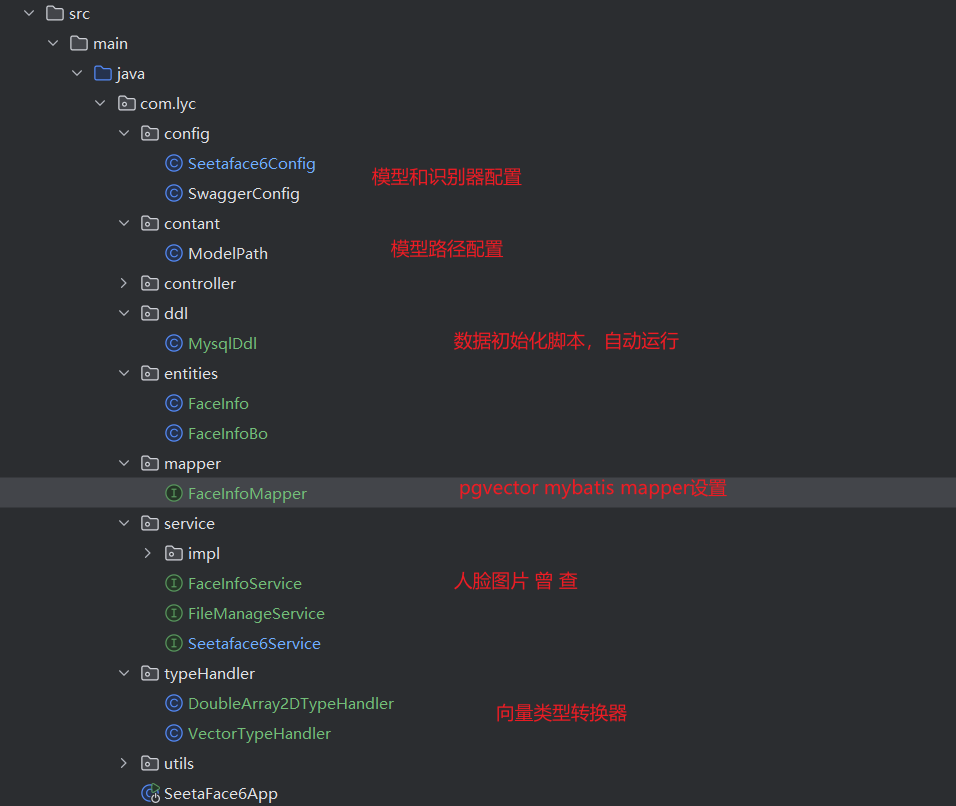 src
main
java
com.lyc
config
Seetaface6Config
模型和识别器配置
SwaggerConfig
contant
模型路径配置
ModelPath
controller
ddl
数据初始化脚本，自动运行
MysqlDdl
entities
FaceInfo
FaceInfoBo
mapper
FaceInfoMapper
pgvector mybatis mapper设置
service
impl
人脸图片 曾 查
FaceInfoService
FileManageService
Seetaface6Service
typeHandler
DoubleArray2DTypeHandler
向量类型转换器
VectorTypeHandler
utils
SeetaFace6App